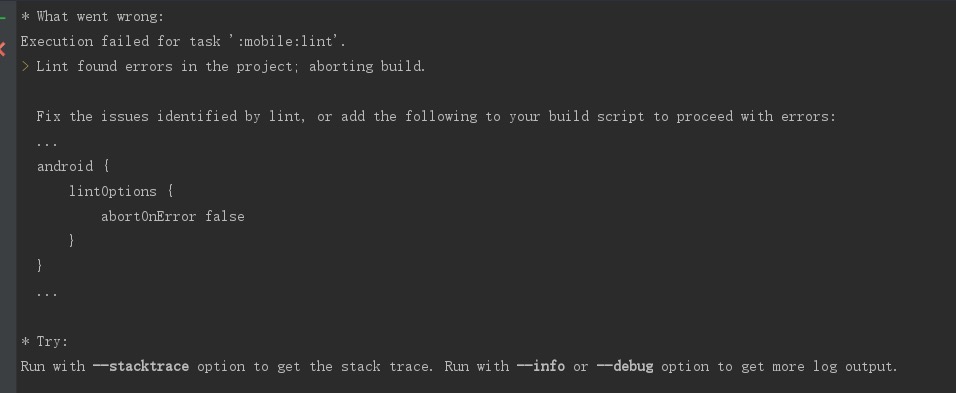 * What went wrong:
Execution failed for task ':mobile:lint'.
> Lint found errors in the project; aborting build.
Fix the issues identified by lint, or add the following to your build script to proceed with errors:
...
android {
lintOptions {
abortOnError false
}
}
...
* Try:
Run with --stacktrace option to get the stack trace. Run with --info or --debug option to get more log output.